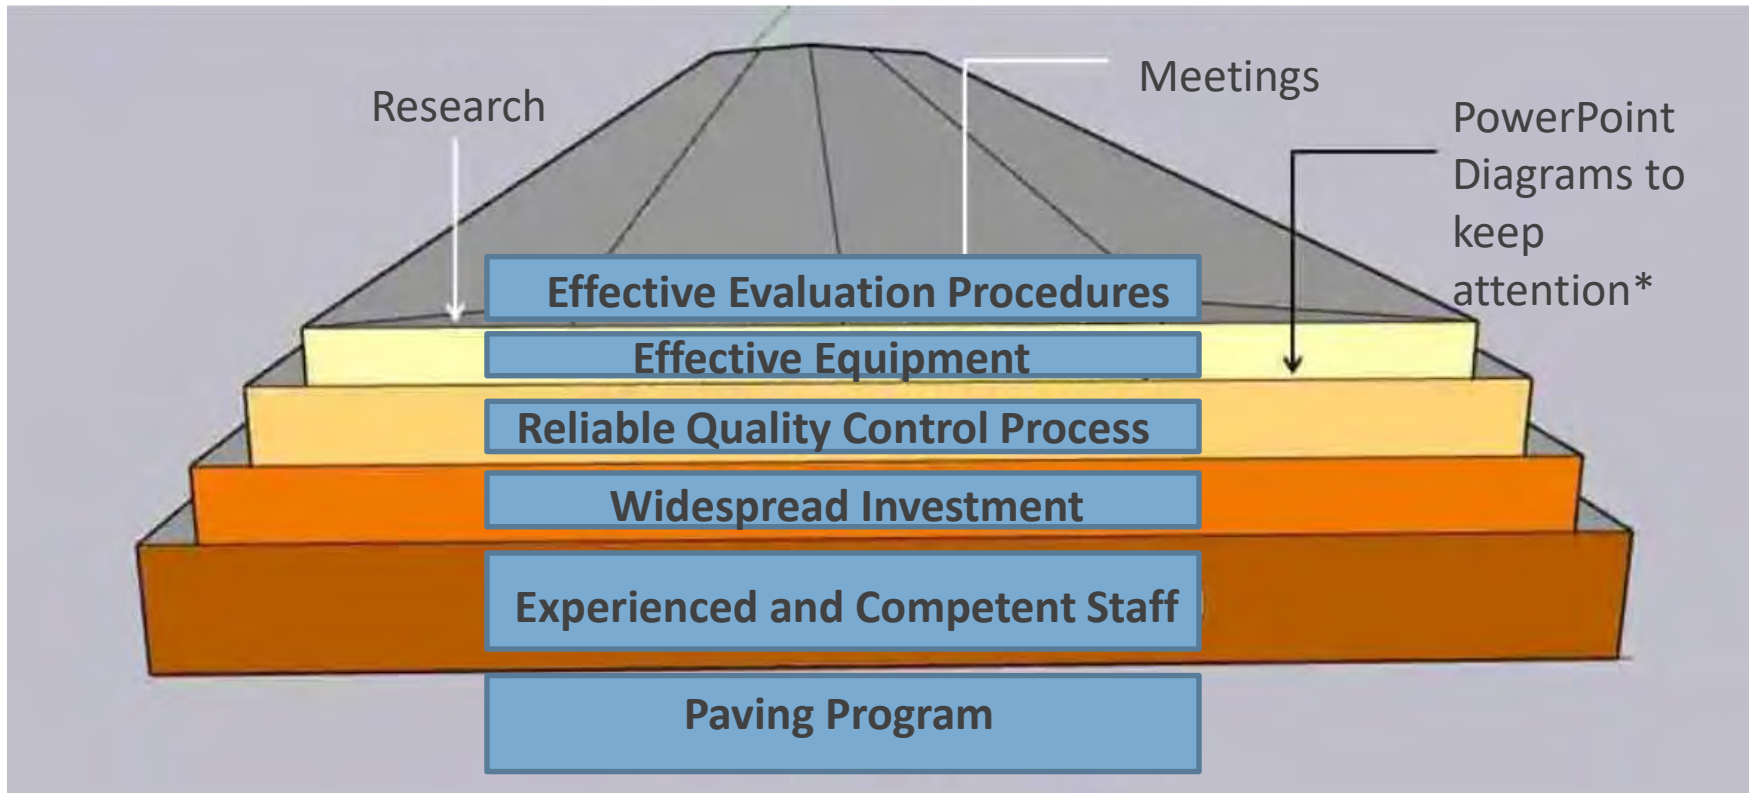 Research
Meetings
PowerPoint
Diagrams to
keep
attention*
Effective Evaluation Procedures
Effective Equipment
Reliable Quality Control Process
Widespread Investment
Experienced and Competent Staff
Paving Program